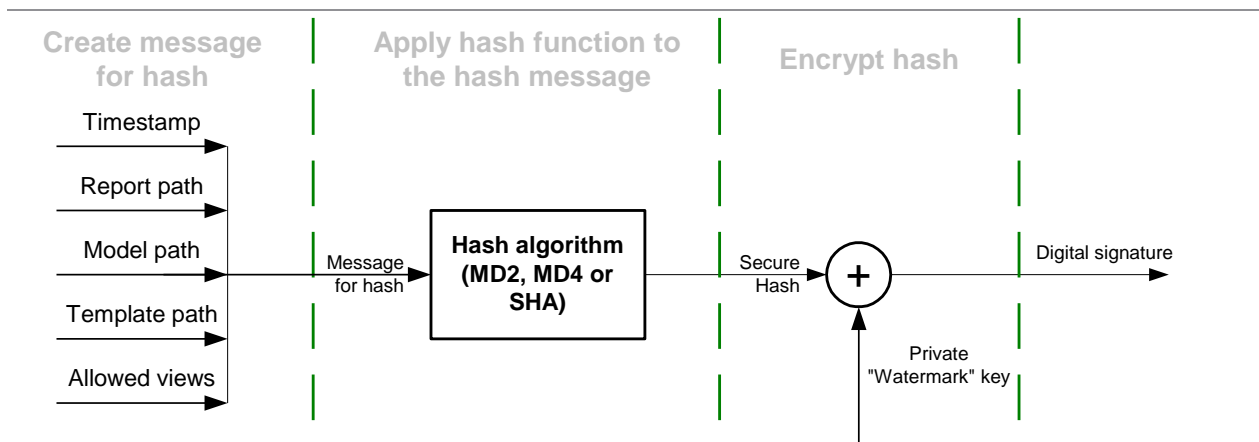 Create message
for hash
Apply hash function to
the hash message
Encrypt hash
Timestamp
Report path
Model path
Template path
Allowed views
Message
for hash
Hash algorithm
(MD2, MD4 or
SHA)
Secure
Hash
+
Digital signature
Private
"Watermark" key